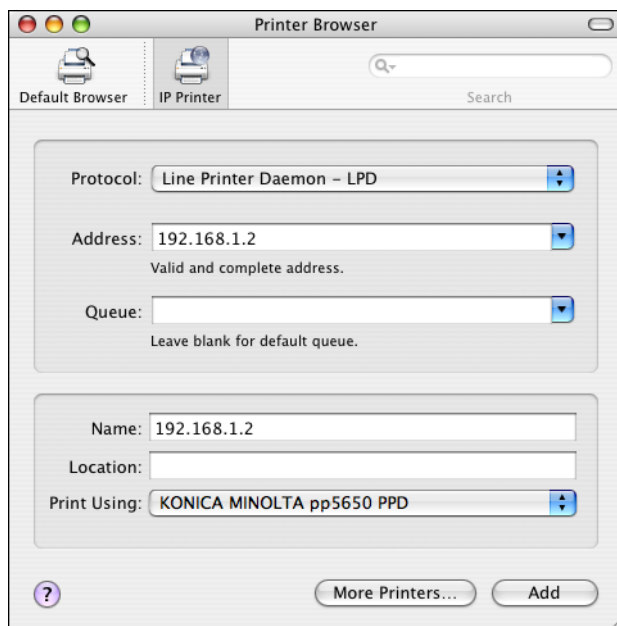 Printer Browser
Default Browser
IP Printer
Search
Protocol: Line Printer Daemon – LPD
Address: 192.168.1.2
Valid and complete address.
Queue:
Leave blank for default queue.
Name: 192.168.1.2
Location:
Print Using: KONICA MINOLTA pp5650 PPD
?
More Printers...
Add